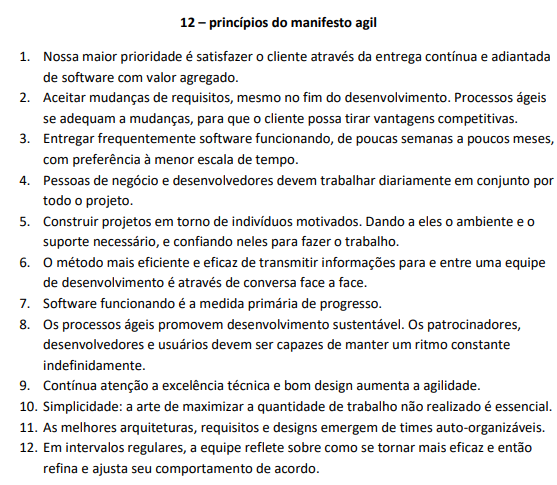 12 – princípios do manifesto agil
1. Nossa maior prioridade é satisfazer o cliente através da entrega contínua e adiantada
de software com valor agregado.
2. Aceitar mudanças de requisitos, mesmo no fim do desenvolvimento. Processos ágeis
se adequam a mudanças, para que o cliente possa tirar vantagens competitivas.
3. Entregar frequentemente software funcionando, de poucas semanas a poucos meses,
com preferência à menor escala de tempo.
4. Pessoas de negócio e desenvolvedores devem trabalhar diariamente em conjunto por
todo o projeto.
5. Construir projetos em torno de indivíduos motivados. Dando a eles o ambiente e o
suporte necessário, e confiando neles para fazer o trabalho.
6. O método mais eficiente e eficaz de transmitir informações para e entre uma equipe
de desenvolvimento é através de conversa face a face.
7. Software funcionando é a medida primária de progresso.
8. Os processos ágeis promovem desenvolvimento sustentável. Os patrocinadores,
desenvolvedores e usuários devem ser capazes de manter um ritmo constante
indefinidamente.
9. Contínua atenção a excelência técnica e bom design aumenta a agilidade.
10. Simplicidade: a arte de maximizar a quantidade de trabalho não realizado é essencial.
11. As melhores arquiteturas, requisitos e designs emergem de times auto-organizáveis.
12. Em intervalos regulares, a equipe reflete sobre como se tornar mais eficaz e então
refina e ajusta seu comportamento de acordo.